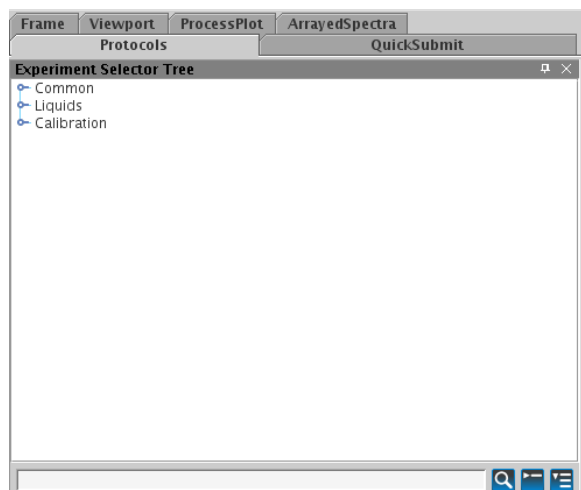 Frame Viewport ProcessPlot ArrayedSpectra
Protocols QuickSubmit
Experiment Selector Tree
Common
Liquids
Calibration